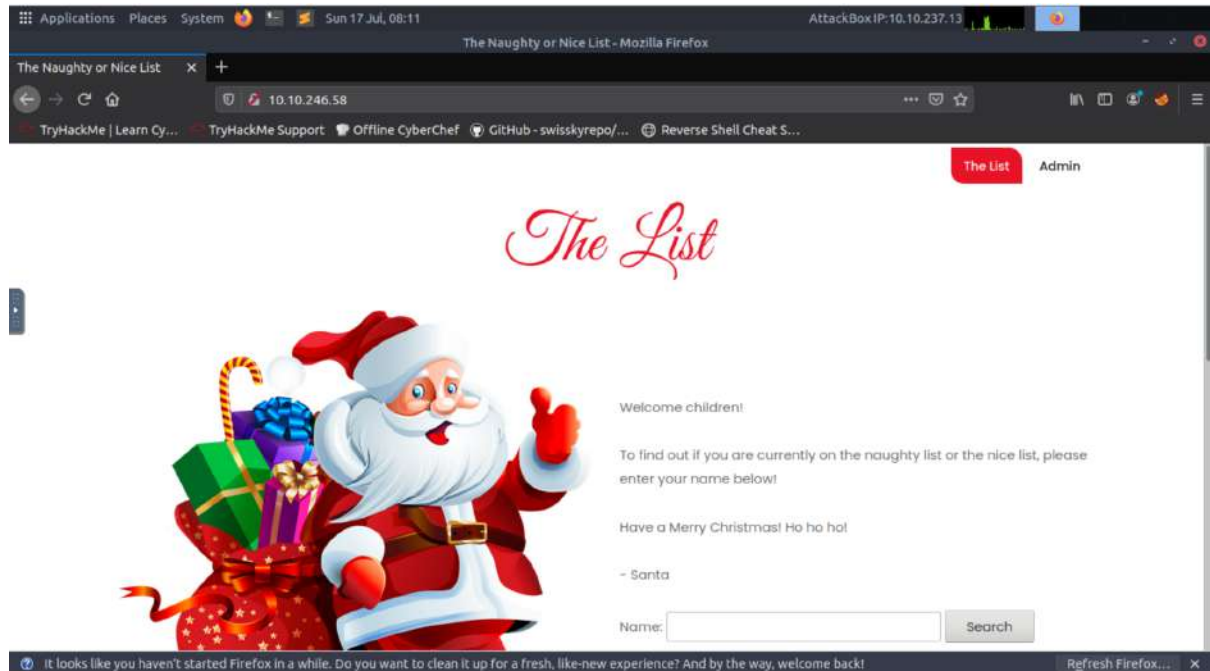 Applications Places System Sun 17 Jul, 08:11 AttackBox IP:10.10.237.13
The Naughty or Nice List - Mozilla Firefox
The Naughty or Nice List × +
10.10.246.58
TryHackMe | Learn Cy... TryHackMe Support Offline CyberChef GitHub - swisskyrepo/... Reverse Shell Cheat S...
The List Admin
The List
Welcome children!
To find out if you are currently on the naughty list or the nice list, please
enter your name below!
Have a Merry Christmas! Ho ho ho!
- Santa
Name: Search
It looks like you haven't started Firefox in a while. Do you want to clean it up for a fresh, like-new experience? And by the way, welcome back! Refresh Firefox... ×